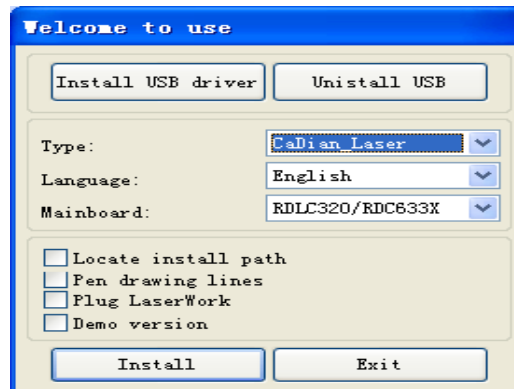 Welcome to use
Install USB driver Unistall USB
Type: CaDian_Laser
Language: English
Mainboard: RDLC320/RDC633X
Locate install path
Pen drawing lines
Plug LaserWork
Demo version
Install Exit